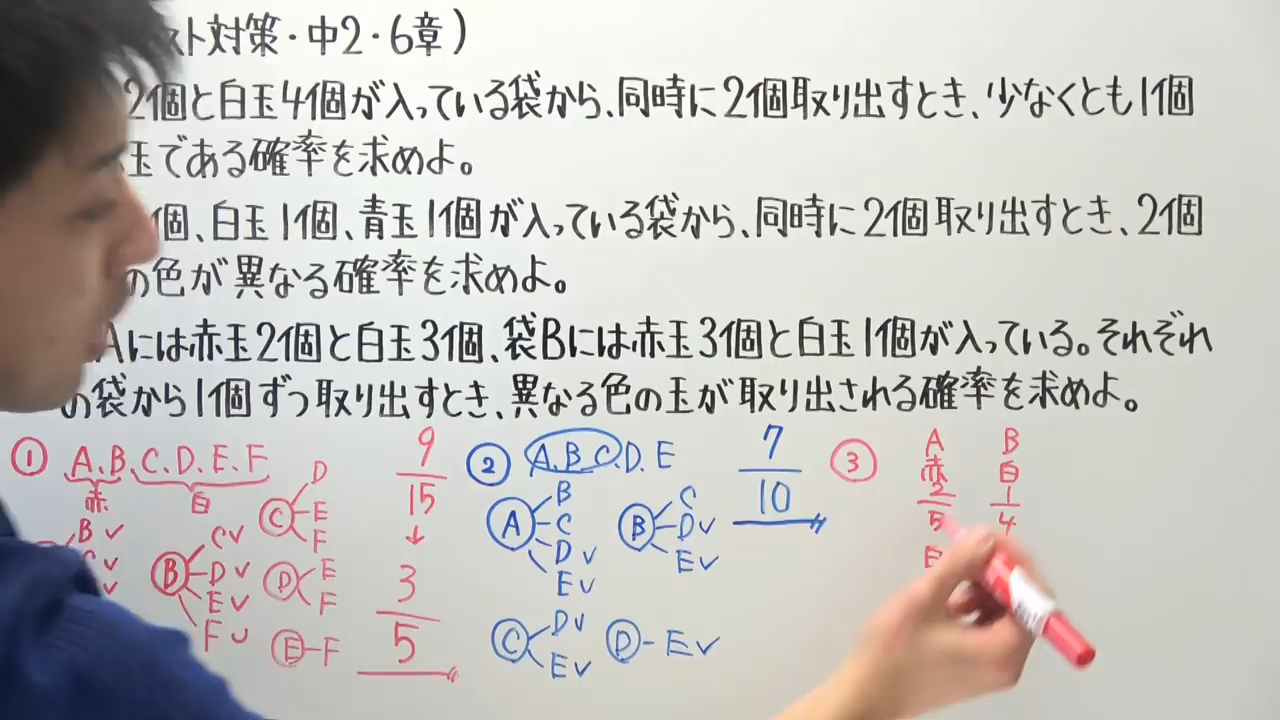 スト対策・中2・6章)
2個と白玉4個が入っている袋から、同時に2個取り出すとき、少なくとも1個
玉である確率を求めよ。
個、白玉1個、青玉1個が入っている袋から、同時に2個取り出すとき、2個
の色が異なる確率を求めよ。
Aには赤玉2個と白玉3個、袋Bには赤玉3個と白玉1個が入っている。それぞれ
の袋から1個ずつ取り出すとき、異なる色の玉が取り出される確率を求めよ。
① A.B.C.D.E.F
赤 白
B✓
C✓
✓
B C✓
D✓
E✓
F✓
C D
E
F
D E
F
E-F
9/15
↓
3/5
② A.B.C.D.E
A B
C
D✓
E✓
B C
D✓
E✓
C D✓
E✓
D-E✓
7/10
③ A B
赤 白
2/5 1/4
白